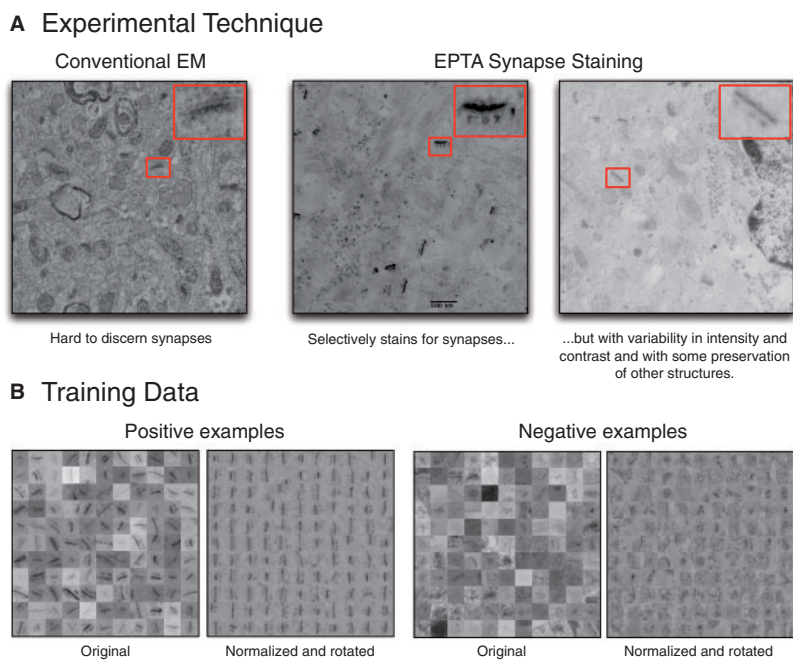 A Experimental Technique
Conventional EM
EPTA Synapse Staining
Hard to discern synapses
Selectively stains for synapses...
...but with variability in intensity and
contrast and with some preservation
of other structures.
B Training Data
Positive examples
Negative examples
Original
Normalized and rotated
Original
Normalized and rotated